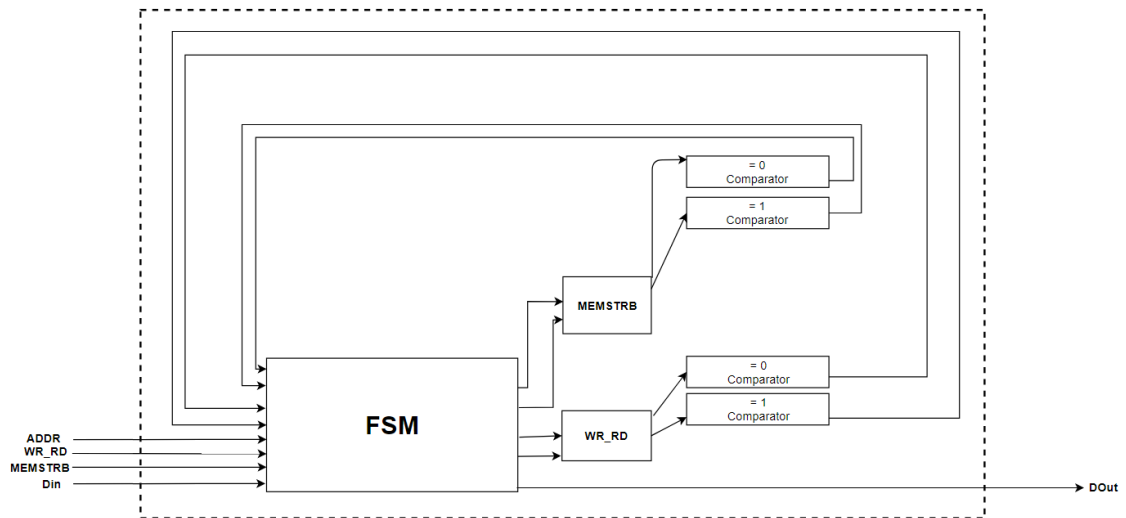 = 0
Comparator
= 1
Comparator
MEMSTRB
= 0
Comparator
= 1
Comparator
FSM
WR_RD
ADDR
WR_RD
MEMSTRB
Din
DOut